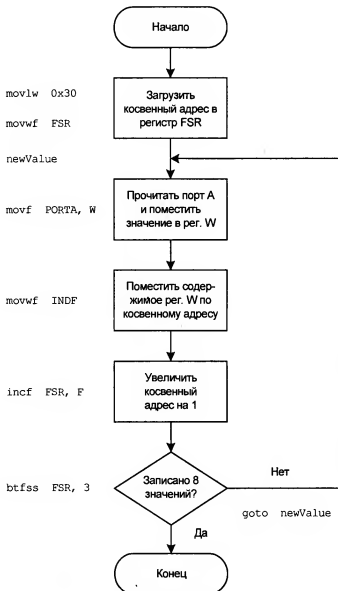 Начало
movlw 0x30
movwf FSR
Загрузить
косвенный адрес в
регистр FSR
newValue
movf PORTA, W
Прочитать порт А
и поместить
значение в рег. W
movwf INDF
Поместить содер-
жимое рег. W по
косвенному адресу
incf FSR, F
Увеличить
косвенный
адрес на 1
btfss FSR, 3
Записано 8
значений?
Нет
goto newValue
Да
Конец